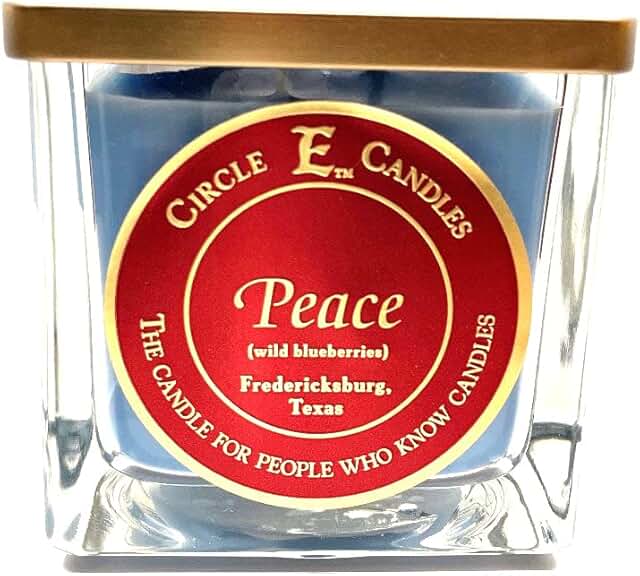 CIRCLE E™ CANDLES
Peace
(wild blueberries)
Fredericksburg,
Texas
THE CANDLE FOR PEOPLE WHO KNOW CANDLES